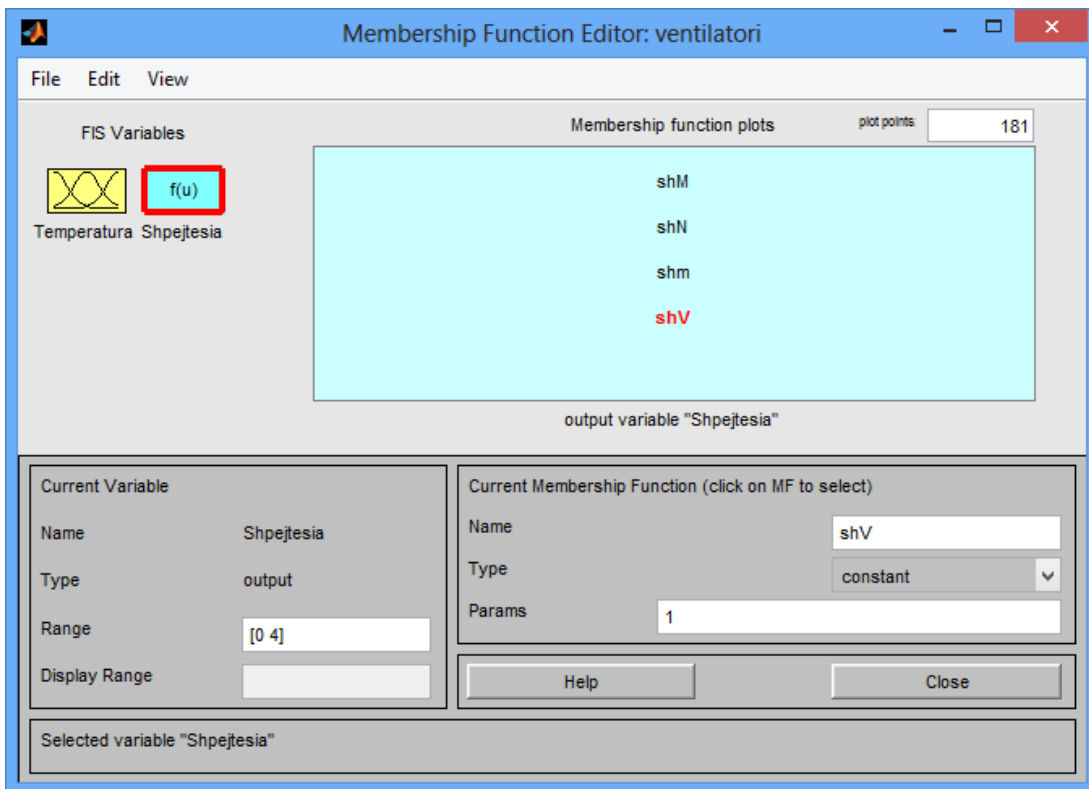 Membership Function Editor: ventilatori
File Edit View
FIS Variables
f(u)
Temperatura Shpejtesia
Membership function plots
plot points:
181
shM
shN
shm
shV
output variable "Shpejtesia"
Current Variable
Name Shpejtesia
Type output
Range [0 4]
Display Range
Current Membership Function (click on MF to select)
Name shV
Type constant
Params 1
Help Close
Selected variable "Shpejtesia"